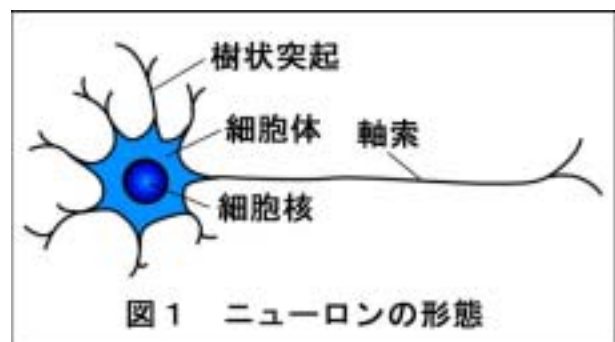 樹状突起
細胞体
軸索
細胞核
図1 ニューロンの形態